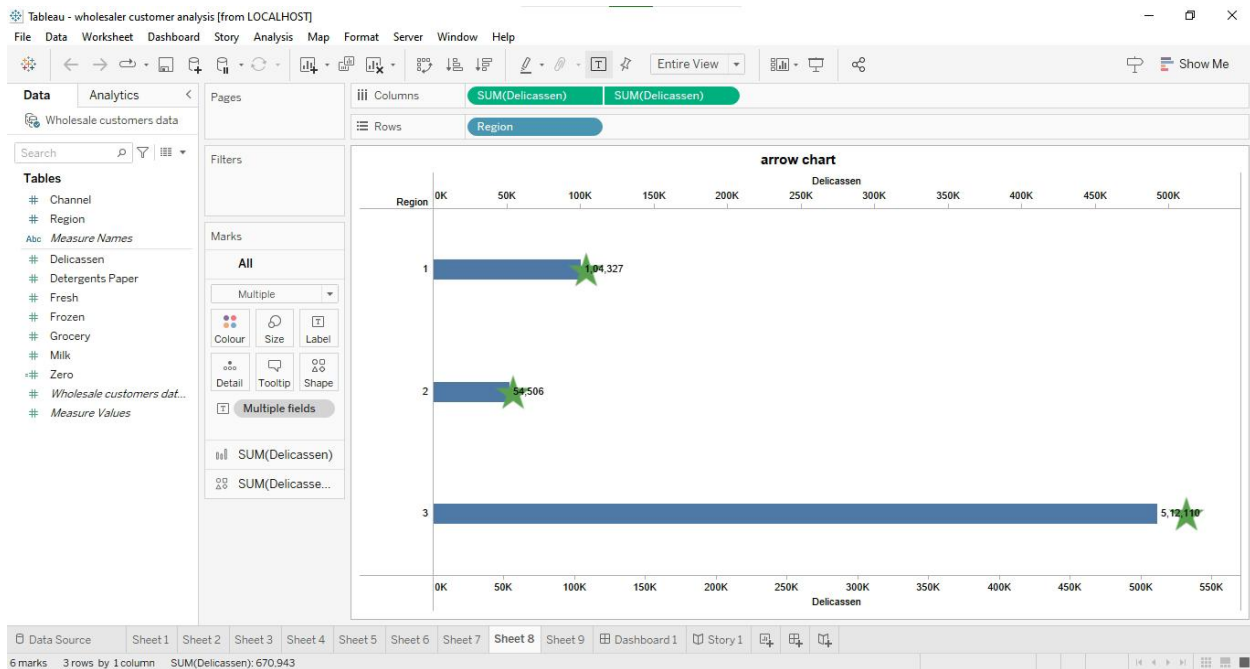 Tableau - wholesaler customer analysis [from LOCALHOST]
File Data Worksheet Dashboard Story Analysis Map Format Server Window Help
Entire View
Show Me
Data Analytics
Wholesale customers data
Search
Tables
Channel
Region
Abc Measure Names
Delicassen
Detergents Paper
Fresh
Frozen
Grocery
Milk
Zero
Wholesale customers dat...
Measure Values
Pages
Filters
Marks
All
Multiple
Colour Size Label
Detail Tooltip Shape
Multiple fields
SUM(Delicassen)
SUM(Delicasse...
Columns SUM(Delicassen) SUM(Delicassen)
Rows Region
arrow chart
Delicassen
Region 0K 50K 100K 150K 200K 250K 300K 350K 400K 450K 500K
1 1,04,327
2 54,506
3 5,12,110
0K 50K 100K 150K 200K 250K 300K 350K 400K 450K 500K 550K
Delicassen
Data Source Sheet 1 Sheet 2 Sheet 3 Sheet 4 Sheet 5 Sheet 6 Sheet 7 Sheet 8 Sheet 9 Dashboard 1 Story 1
6 marks 3 rows by 1 column SUM(Delicassen): 670,943